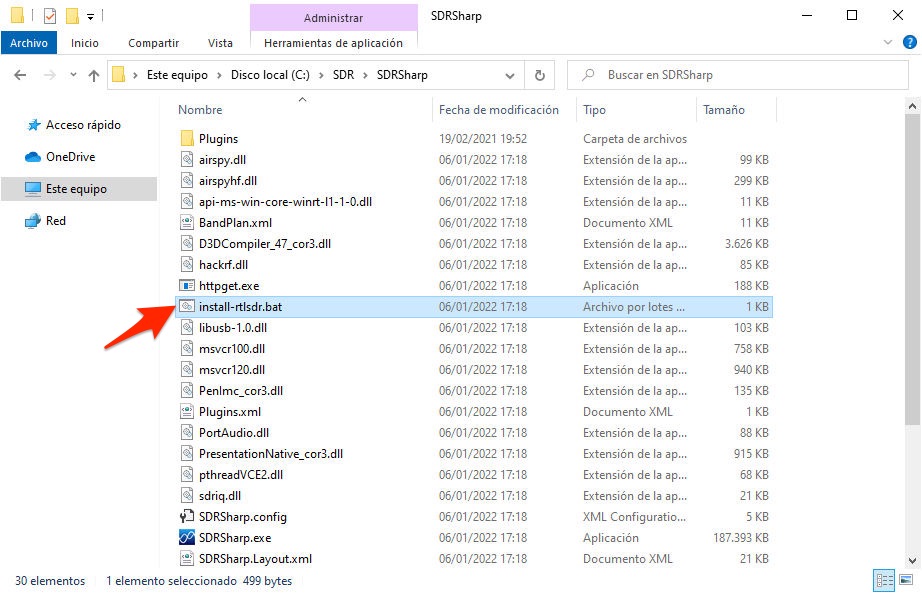 Administrar SDRSharp
Archivo Inicio Compartir Vista Herramientas de aplicación
Este equipo > Disco local (C:) > SDR > SDRSharp Buscar en SDRSharp
Acceso rápido
OneDrive
Este equipo
Red
Nombre Fecha de modificación Tipo Tamaño
Plugins 19/02/2021 19:52 Carpeta de archivos
airspy.dll 06/01/2022 17:18 Extensión de la ap... 99 KB
airspyhf.dll 06/01/2022 17:18 Extensión de la ap... 299 KB
api-ms-win-core-winrt-l1-1-0.dll 06/01/2022 17:18 Extensión de la ap... 11 KB
BandPlan.xml 06/01/2022 17:18 Documento XML 11 KB
D3DCompiler_47_cor3.dll 06/01/2022 17:18 Extensión de la ap... 3.626 KB
hackrf.dll 06/01/2022 17:18 Extensión de la ap... 85 KB
httpget.exe 06/01/2022 17:18 Aplicación 188 KB
install-rtlsdr.bat 06/01/2022 17:18 Archivo por lotes ... 1 KB
libusb-1.0.dll 06/01/2022 17:18 Extensión de la ap... 103 KB
msvcr100.dll 06/01/2022 17:18 Extensión de la ap... 758 KB
msvcr120.dll 06/01/2022 17:18 Extensión de la ap... 940 KB
PenImc_cor3.dll 06/01/2022 17:18 Extensión de la ap... 135 KB
Plugins.xml 06/01/2022 17:18 Documento XML 1 KB
PortAudio.dll 06/01/2022 17:18 Extensión de la ap... 88 KB
PresentationNative_cor3.dll 06/01/2022 17:18 Extensión de la ap... 915 KB
pthreadVCE2.dll 06/01/2022 17:18 Extensión de la ap... 68 KB
sdriq.dll 06/01/2022 17:18 Extensión de la ap... 21 KB
SDRSharp.config 06/01/2022 17:18 XML Configuratio... 5 KB
SDRSharp.exe 06/01/2022 17:18 Aplicación 187.393 KB
SDRSharp.Layout.xml 06/01/2022 17:18 Documento XML 21 KB
30 elementos 1 elemento seleccionado 499 bytes